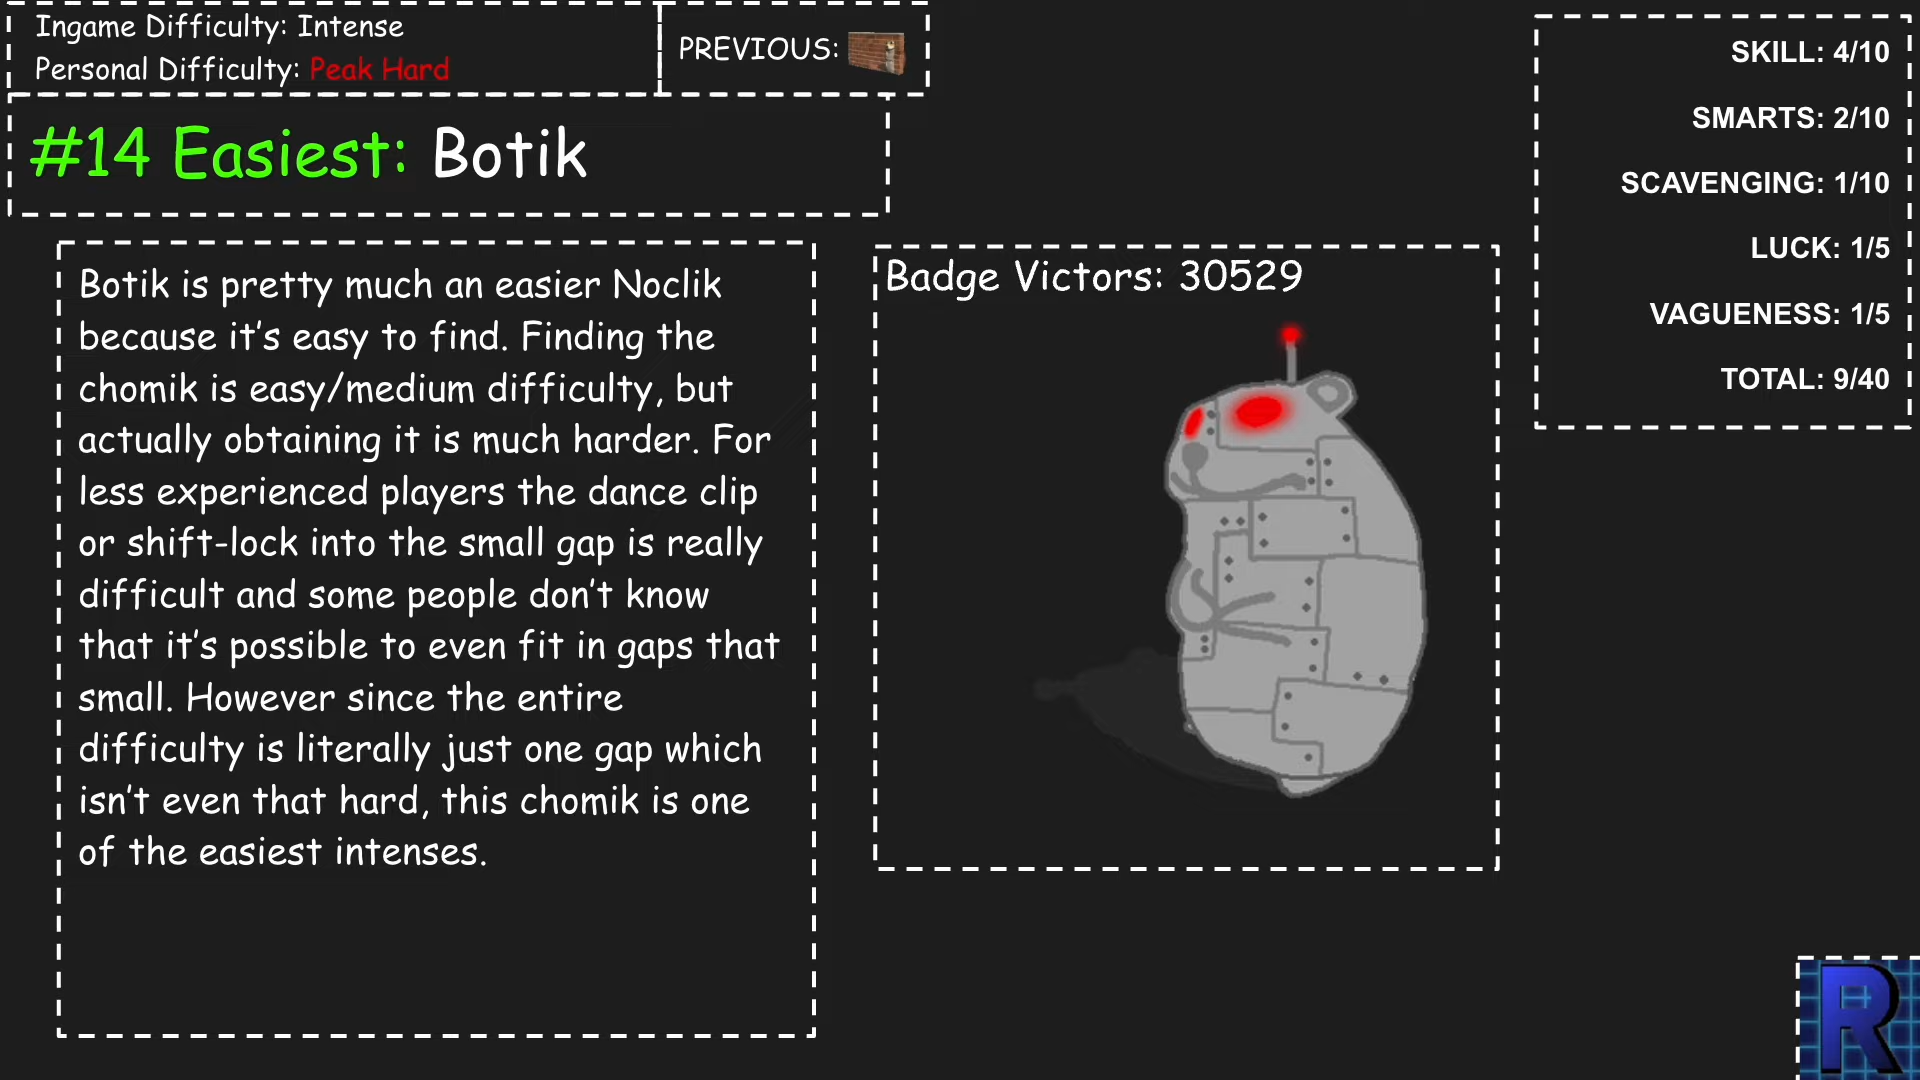 Ingame Difficulty: Intense
Personal Difficulty: Peak Hard
PREVIOUS:
#14 Easiest: Botik
Botik is pretty much an easier Noclik
because it's easy to find. Finding the
chomik is easy/medium difficulty, but
actually obtaining it is much harder. For
less experienced players the dance clip
or shift-lock into the small gap is really
difficult and some people don't know
that it's possible to even fit in gaps that
small. However since the entire
difficulty is literally just one gap which
isn't even that hard, this chomik is one
of the easiest intenses.
Badge Victors: 30529
SKILL: 4/10
SMARTS: 2/10
SCAVENGING: 1/10
LUCK: 1/5
VAGUENESS: 1/5
TOTAL: 9/40
R